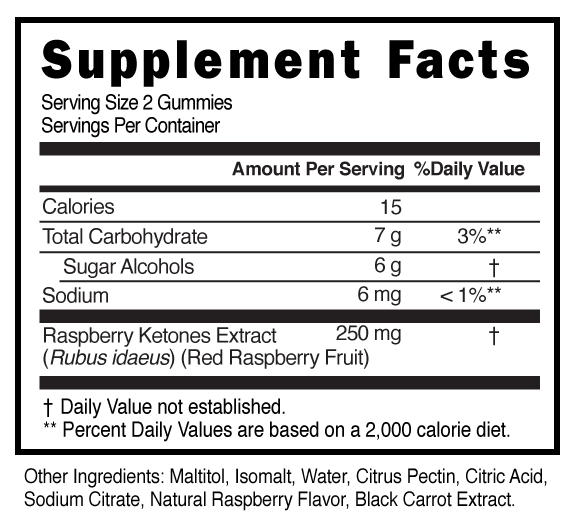 Supplement Facts
Serving Size 2 Gummies
Servings Per Container
Amount Per Serving %Daily Value
Calories 15
Total Carbohydrate 7 g 3%**
Sugar Alcohols 6 g †
Sodium 6 mg < 1%**
Raspberry Ketones Extract 250 mg †
(Rubus idaeus) (Red Raspberry Fruit)
† Daily Value not established.
** Percent Daily Values are based on a 2,000 calorie diet.
Other Ingredients: Maltitol, Isomalt, Water, Citrus Pectin, Citric Acid,
Sodium Citrate, Natural Raspberry Flavor, Black Carrot Extract.